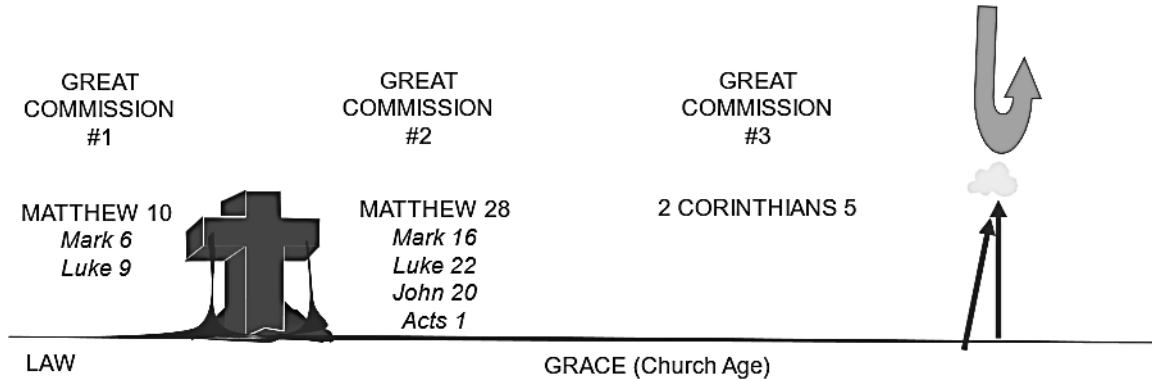 GREAT
COMMISSION
#1
GREAT
COMMISSION
#2
GREAT
COMMISSION
#3
MATTHEW 10
Mark 6
Luke 9
MATTHEW 28
Mark 16
Luke 22
John 20
Acts 1
2 CORINTHIANS 5
LAW
GRACE (Church Age)